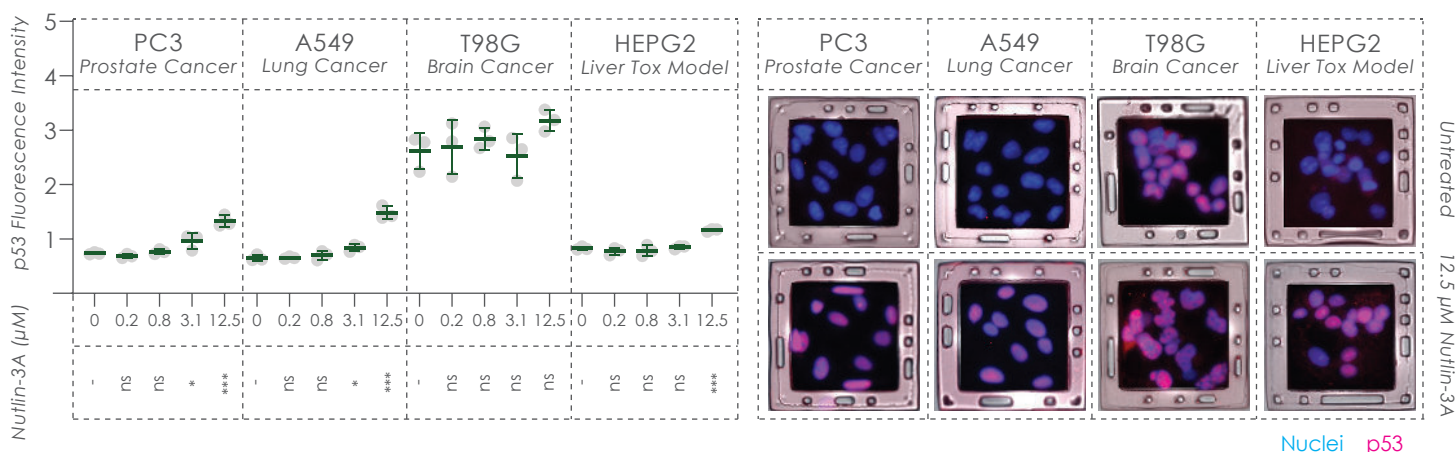 5
4
3
2
1
p53 Fluorescence Intensity
Nutlin-3A (µM)
PC3 A549 T98G HEPG2
Prostate Cancer Lung Cancer Brain Cancer Liver Tox Model
0 0.2 0.8 3.1 12.5 0 0.2 0.8 3.1 12.5 0 0.2 0.8 3.1 12.5 0 0.2 0.8 3.1 12.5
- ns ns * *** - ns ns * *** - ns ns ns ns - ns ns ns ***
PC3 A549 T98G HEPG2
Prostate Cancer Lung Cancer Brain Cancer Liver Tox Model
Untreated
12.5 µM Nutlin-3A
Nuclei p53